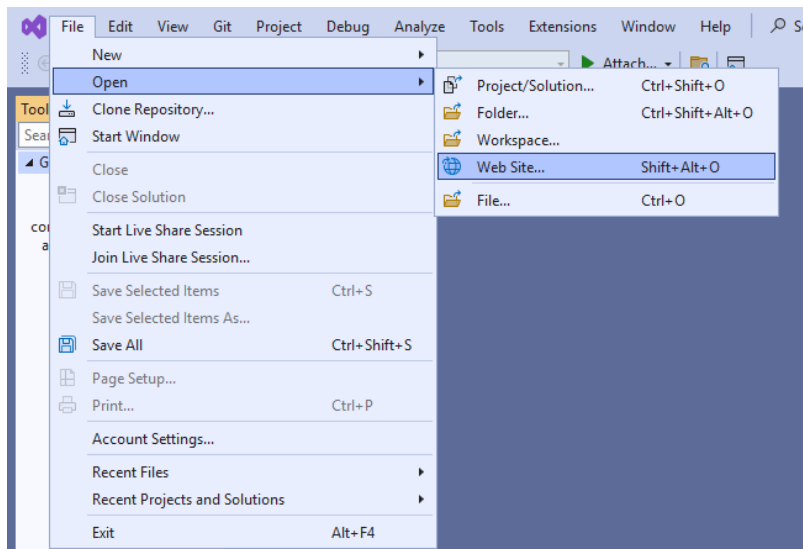 File Edit View Git Project Debug Analyze Tools Extensions Window Help
Attach...
New
Open
Clone Repository...
Start Window
Close
Close Solution
Start Live Share Session
Join Live Share Session...
Save Selected Items Ctrl+S
Save Selected Items As...
Save All Ctrl+Shift+S
Page Setup...
Print... Ctrl+P
Account Settings...
Recent Files
Recent Projects and Solutions
Exit Alt+F4
Project/Solution... Ctrl+Shift+O
Folder... Ctrl+Shift+Alt+O
Workspace...
Web Site... Shift+Alt+O
File... Ctrl+O